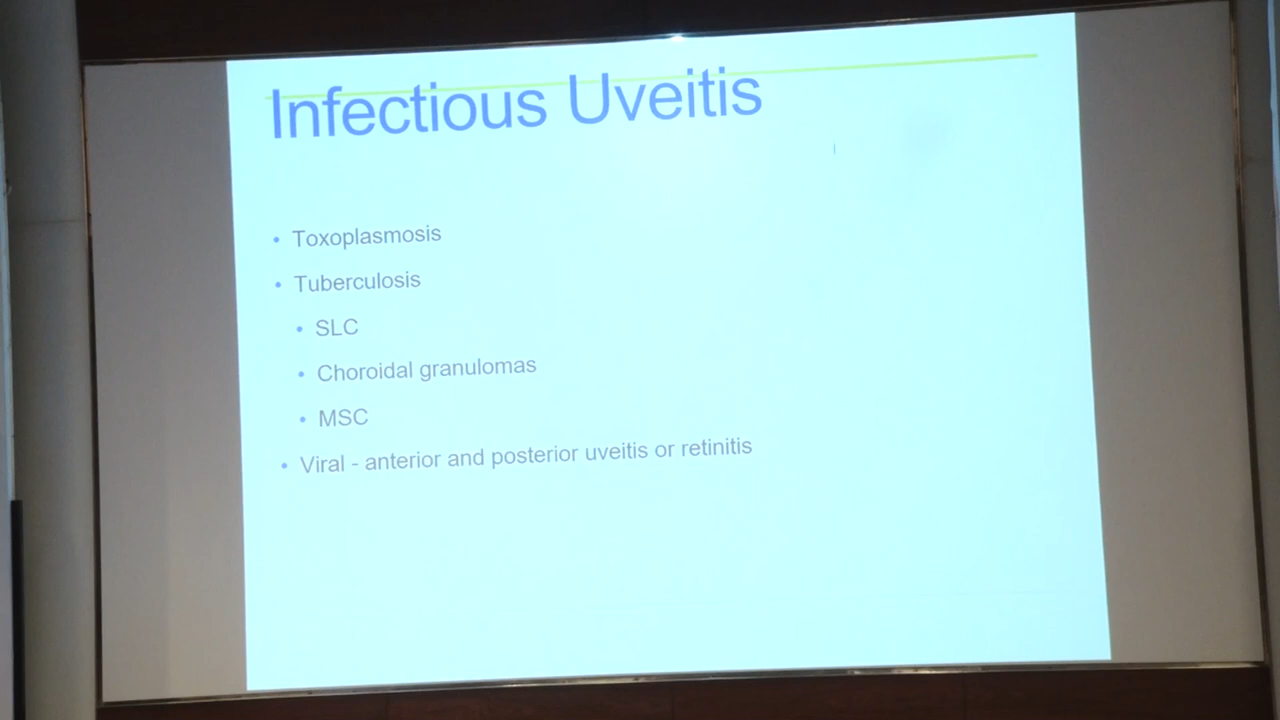 Infectious Uveitis
• Toxoplasmosis
• Tuberculosis
• SLC
• Choroidal granulomas
• MSC
• Viral - anterior and posterior uveitis or retinitis